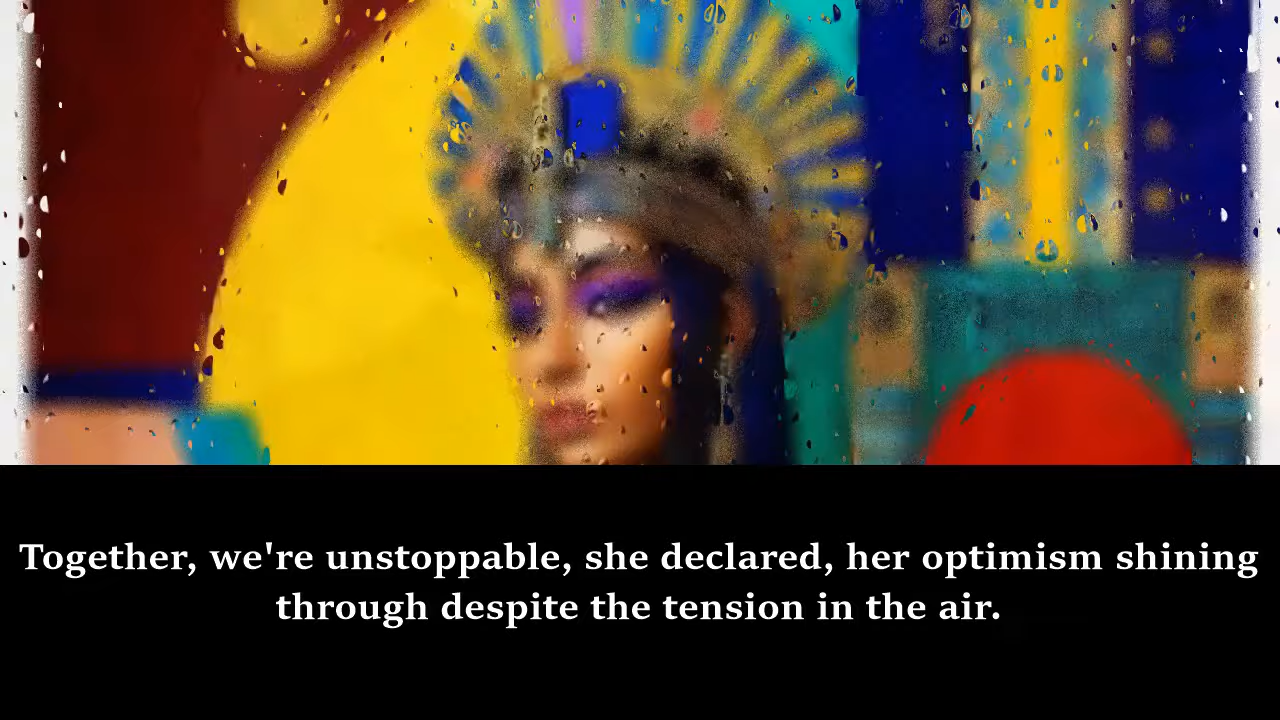 Together, we're unstoppable, she declared, her optimism shining
through despite the tension in the air.